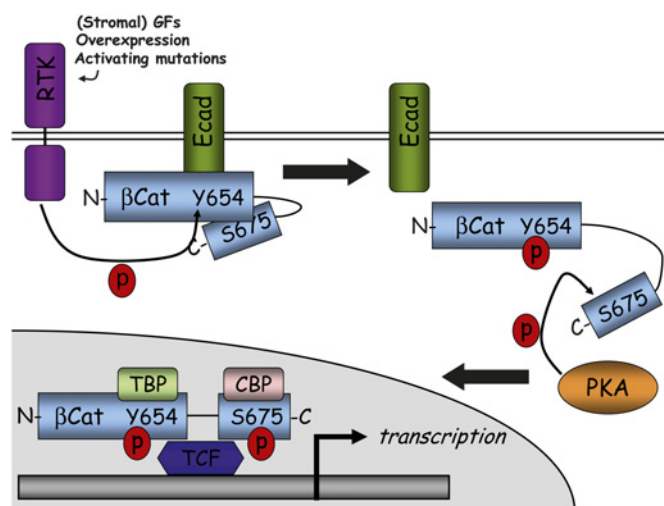 (Stromal) GFs
Overexpression
Activating mutations
RTK
Ecad
Ecad
N- βCat Y654
S675
C-
P
N- βCat Y654
P
S675
C-
P
PKA
TBP
CBP
N- βCat Y654
S675 -C
P
P
TCF
transcription